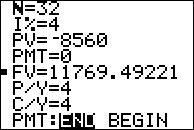 N=32
I%=4
PV=-8560
PMT=0
▪FV=11769.49221
P/Y=4
C/Y=4
PMT:END BEGIN